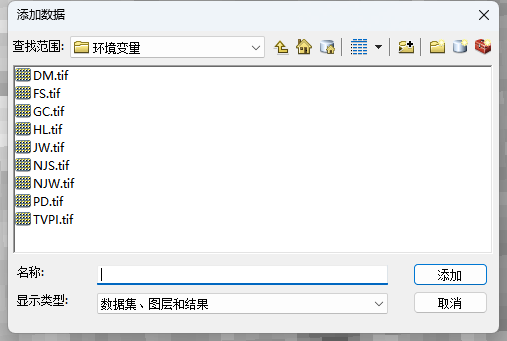 添加数据
查找范围:
环境变量
DM.tif
FS.tif
GC.tif
HL.tif
JW.tif
NJS.tif
NJW.tif
PD.tif
TVPI.tif
名称:
添加
显示类型:
数据集、图层和结果
取消